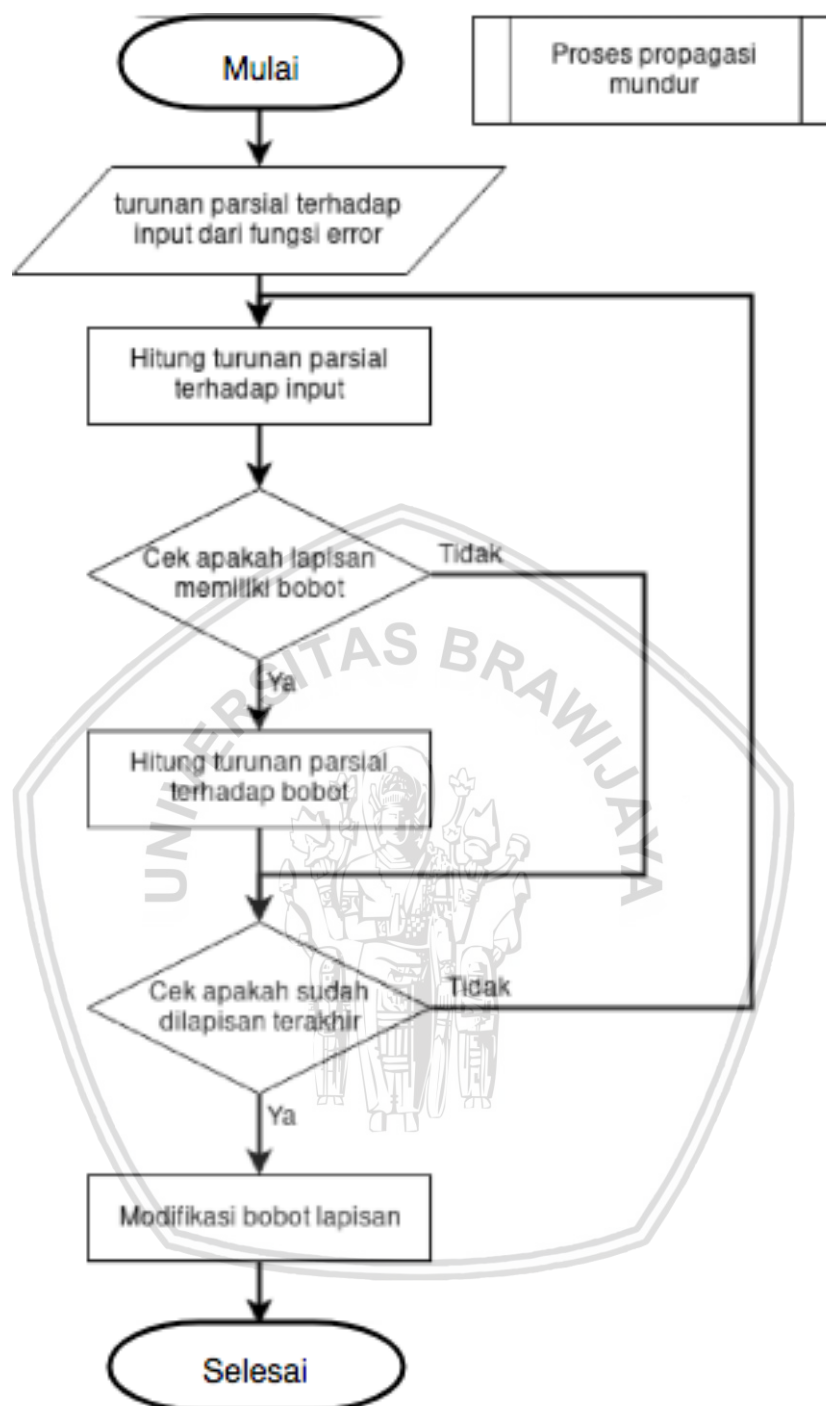 Mulai
Proses propagasi
mundur
turunan parsial terhadap
input dari fungsi error
Hitung turunan parsial
terhadap input
Cek apakah lapisan
memiliki bobot
Tidak
Ya
Hitung turunan parsial
terhadap bobot
Cek apakah sudah
dilapisan terakhir
Tidak
Ya
Modifikasi bobot lapisan
Selesai
UNIVERSITAS BRAWIJAYA